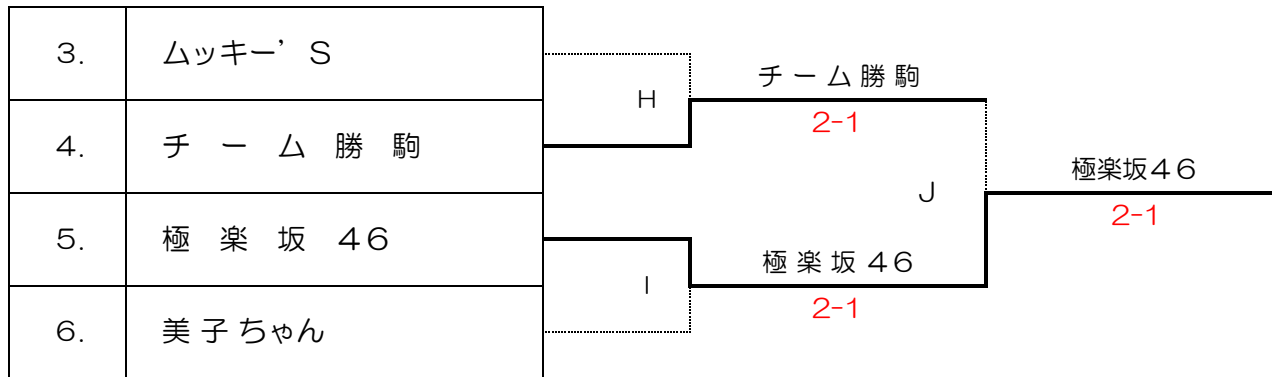 3. ムッキー’S
4. チーム勝駒
5. 極楽坂46
6. 美子ちゃん
H
チーム勝駒
2-1
I
極楽坂46
2-1
J
極楽坂46
2-1